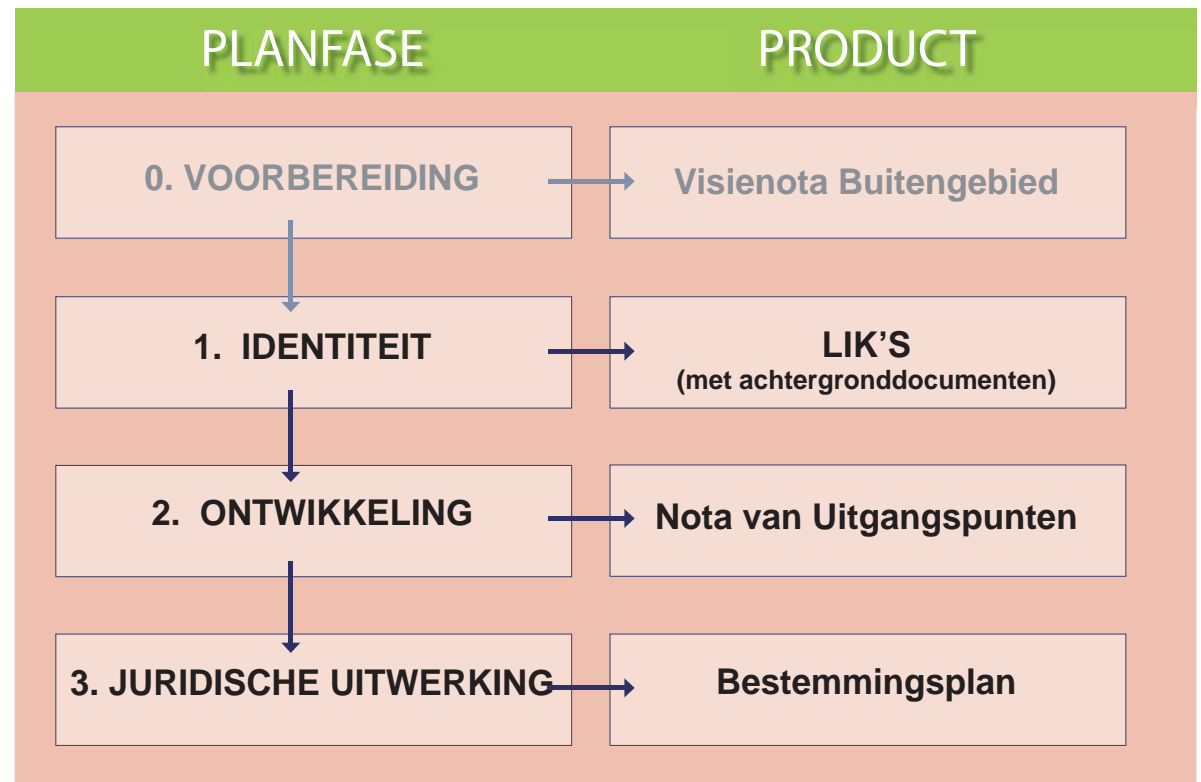 PLANFASE PRODUCT
0. VOORBEREIDING Visienota Buitengebied
1. IDENTITEIT LIK’S
(met achtergronddocumenten)
2. ONTWIKKELING Nota van Uitgangspunten
3. JURIDISCHE UITWERKING Bestemmingsplan